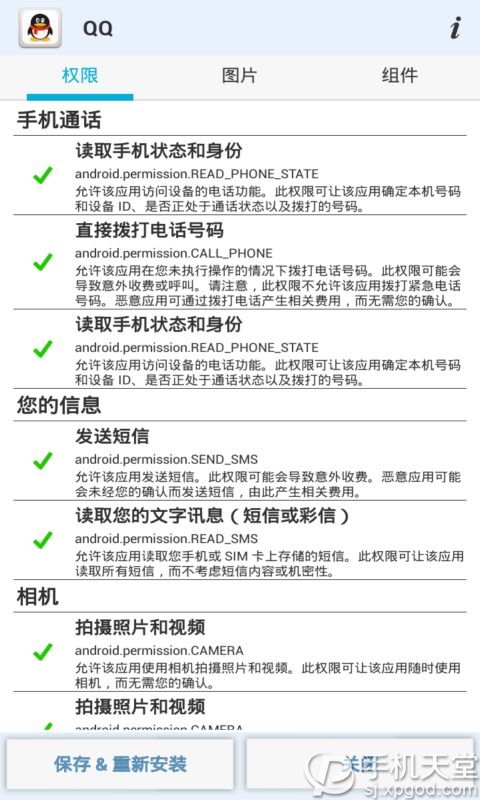 QQ
i
权限
图片
组件
手机通话
读取手机状态和身份
android.permission.READ_PHONE_STATE
允许该应用访问设备的电话功能。此权限可让该应用确定本机号码
和设备 ID、是否正处于通话状态以及拨打的号码。
直接拨打电话号码
android.permission.CALL_PHONE
允许该应用在您未执行操作的情况下拨打电话号码。此权限可能会
导致意外收费或呼叫。请注意，此权限不允许该应用拨打紧急电话
号码。恶意应用可通过拨打电话产生相关费用，而无需您的确认。
读取手机状态和身份
android.permission.READ_PHONE_STATE
允许该应用访问设备的电话功能。此权限可让该应用确定本机号码
和设备 ID、是否正处于通话状态以及拨打的号码。
您的信息
发送短信
android.permission.SEND_SMS
允许该应用发送短信。此权限可能会导致意外收费。恶意应用可能
会未经您的确认而发送短信，由此产生相关费用。
读取您的文字讯息（短信或彩信）
android.permission.READ_SMS
允许该应用读取您手机或 SIM 卡上存储的短信。此权限可让该应用
读取所有短信，而不考虑短信内容或机密性。
相机
拍摄照片和视频
android.permission.CAMERA
允许该应用使用相机拍摄照片和视频。此权限可让该应用随时使用
相机，而无需您的确认。
拍摄照片和视频
android.permission.CAMERA
保存 & 重新安装
关闭
手机天堂
sj.xpgod.com